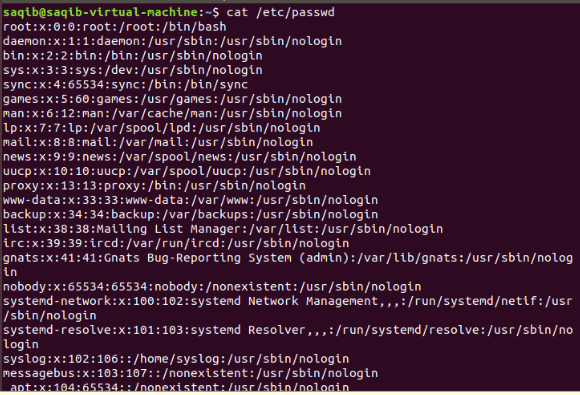 saqib@saqib-virtual-machine:~$ cat /etc/passwd
root:x:0:0:root:/root:/bin/bash
daemon:x:1:1:daemon:/usr/sbin:/usr/sbin/nologin
bin:x:2:2:bin:/bin:/usr/sbin/nologin
sys:x:3:3:sys:/dev:/usr/sbin/nologin
sync:x:4:65534:sync:/bin:/bin/sync
games:x:5:60:games:/usr/games:/usr/sbin/nologin
man:x:6:12:man:/var/cache/man:/usr/sbin/nologin
lp:x:7:7:lp:/var/spool/lpd:/usr/sbin/nologin
mail:x:8:8:mail:/var/mail:/usr/sbin/nologin
news:x:9:9:news:/var/spool/news:/usr/sbin/nologin
uucp:x:10:10:uucp:/var/spool/uucp:/usr/sbin/nologin
proxy:x:13:13:proxy:/bin:/usr/sbin/nologin
www-data:x:33:33:www-data:/var/www:/usr/sbin/nologin
backup:x:34:34:backup:/var/backups:/usr/sbin/nologin
list:x:38:38:Mailing List Manager:/var/list:/usr/sbin/nologin
irc:x:39:39:ircd:/var/run/ircd:/usr/sbin/nologin
gnats:x:41:41:Gnats Bug-Reporting System (admin):/var/lib/gnats:/usr/sbin/nolog
in
nobody:x:65534:65534:nobody:/nonexistent:/usr/sbin/nologin
systemd-network:x:100:102:systemd Network Management,,,:/run/systemd/netif:/usr
/sbin/nologin
systemd-resolve:x:101:103:systemd Resolver,,,:/run/systemd/resolve:/usr/sbin/no
login
syslog:x:102:106::/home/syslog:/usr/sbin/nologin
messagebus:x:103:107::/nonexistent:/usr/sbin/nologin
_apt:x:104:65534::/nonexistent:/usr/sbin/nologin